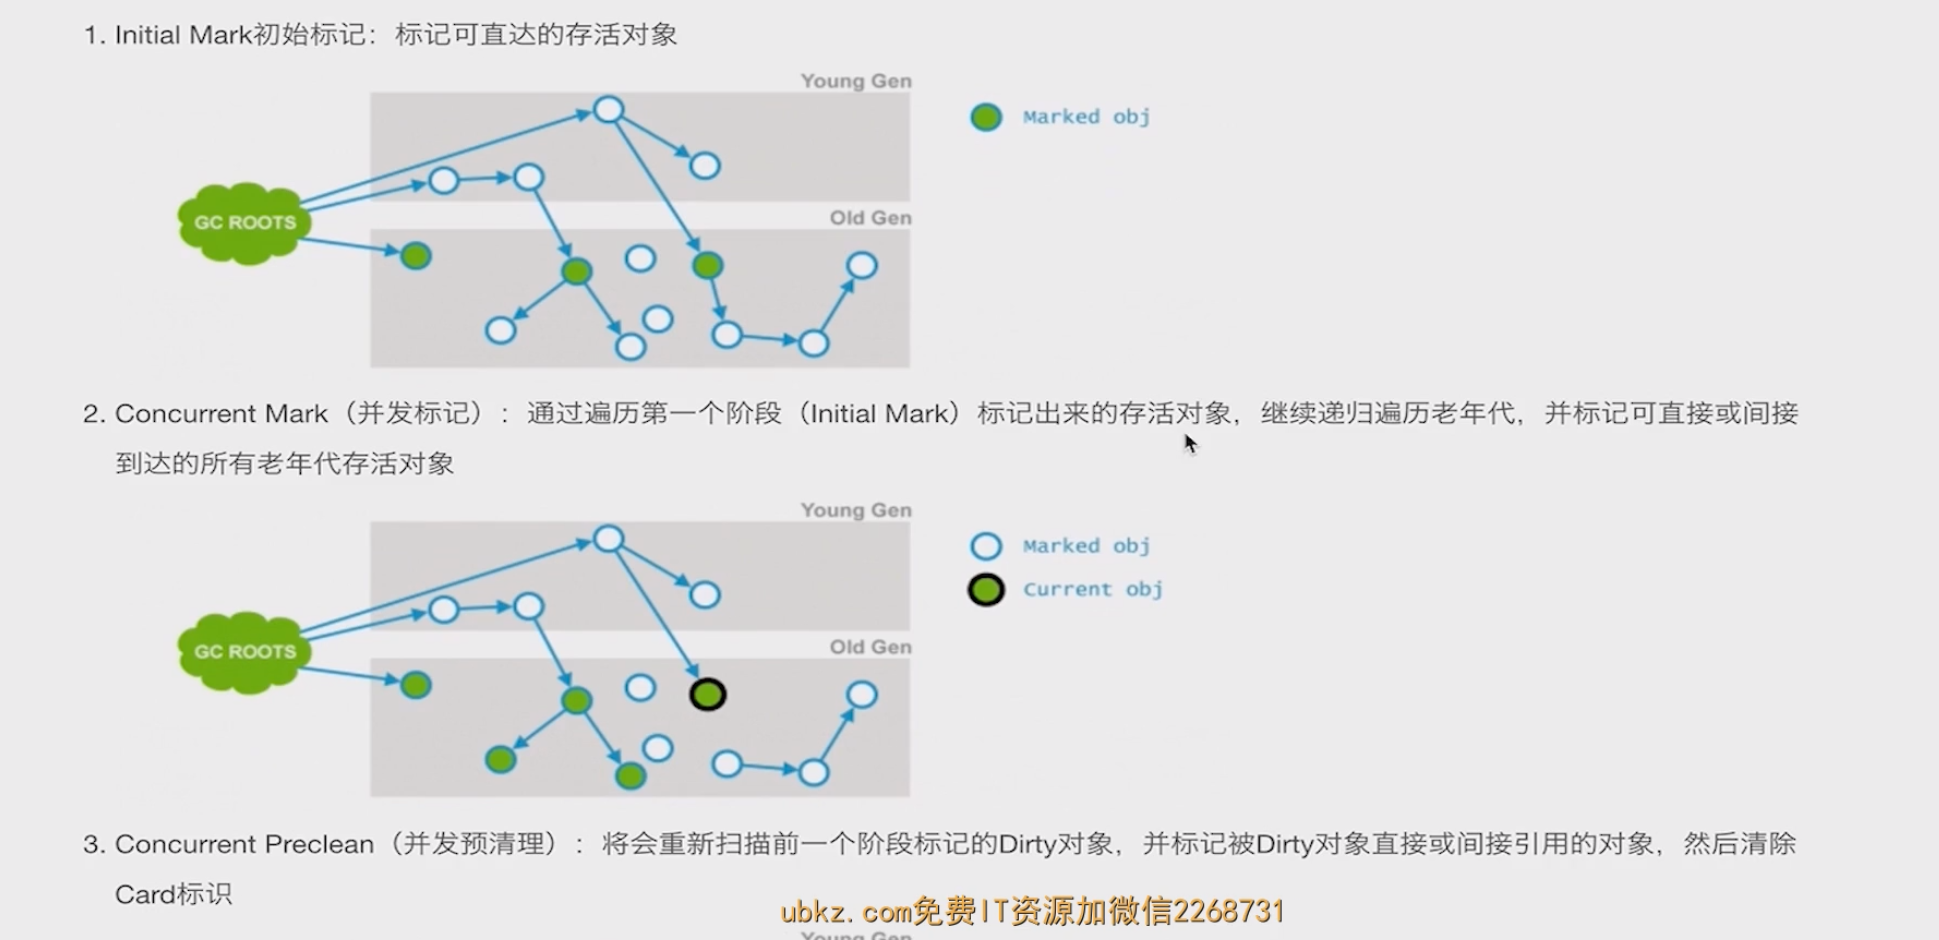 1. Initial Mark初始标记：标记可直达的存活对象
Young Gen
Marked obj
GC ROOTS
Old Gen
2. Concurrent Mark（并发标记）：通过遍历第一个阶段（Initial Mark）标记出来的存活对象，继续递归遍历老年代，并标记可直接或间接
到达的所有老年代存活对象
Young Gen
Marked obj
Current obj
GC ROOTS
Old Gen
3. Concurrent Preclean（并发预清理）：将会重新扫描前一个阶段标记的Dirty对象，并标记被Dirty对象直接或间接引用的对象，然后清除
Card标识
ubkz.com免费IT资源加微信2268731
Young Gen